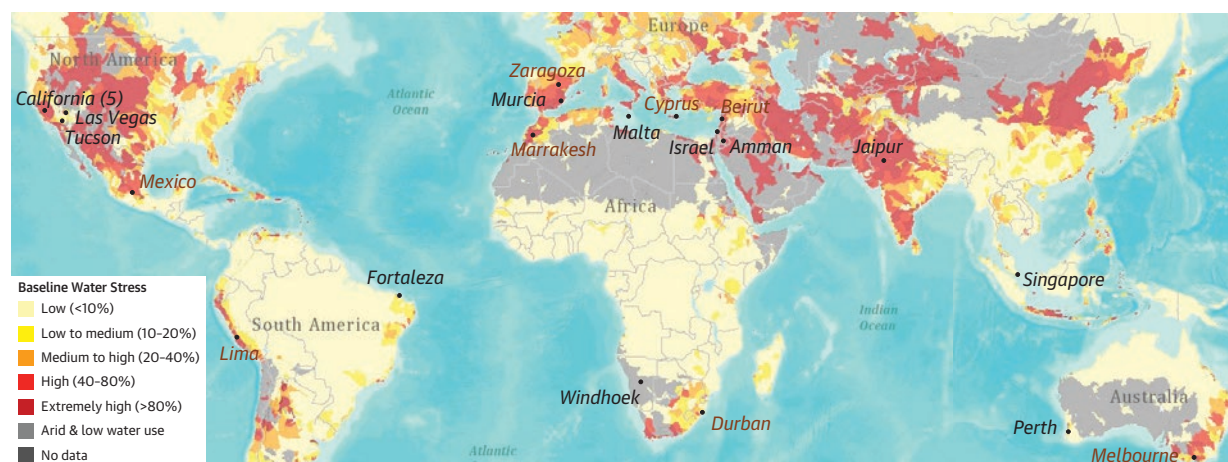 Europe
North America
Zaragoza
Atlantic
Ocean
California (5)
Murcia
Cyprus
Beirut
Las Vegas
Malta
Israel
Amman
Jaipur
Tucson
Marrakesh
Mexico
Africa
Fortaleza
Singapore
Baseline Water Stress
Low (<10%)
Low to medium (10-20%)
Medium to high (20-40%)
High (40-80%)
Extremely high (>80%)
Arid & low water use
No data
South America
Indian
Ocean
Lima
Windhoek
Durban
Australia
Perth
Atlantic
Melbourne